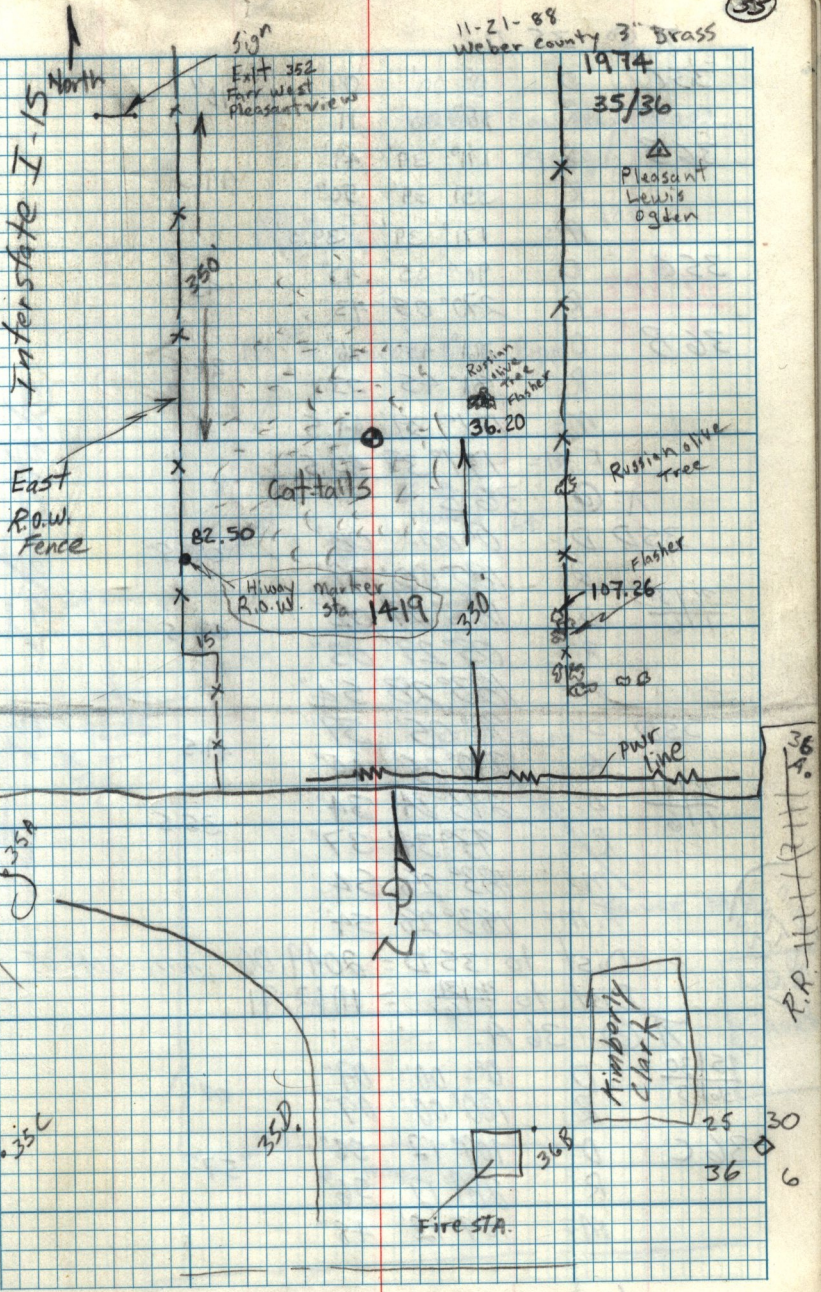 35
11-21-88
Weber County 3" Brass
1974
35/36
Pleasant
Lewis
Ogden
North
Sign
Exit 352
Farr West
Pleasantview
Interstate I-15
350'
Russian
olive
Tree
Flasher
36.20
Russian olive
Tree
East
R.O.W.
Fence
Cattails
82.50
Hiway marker
R.O.W. sta 1419
Flasher
107.26
330'
15'
pwr
line
36
A.
35A
R.R.
Kimberly
Clark
35C
35D.
36B
25 30
36 6
Fire STA.